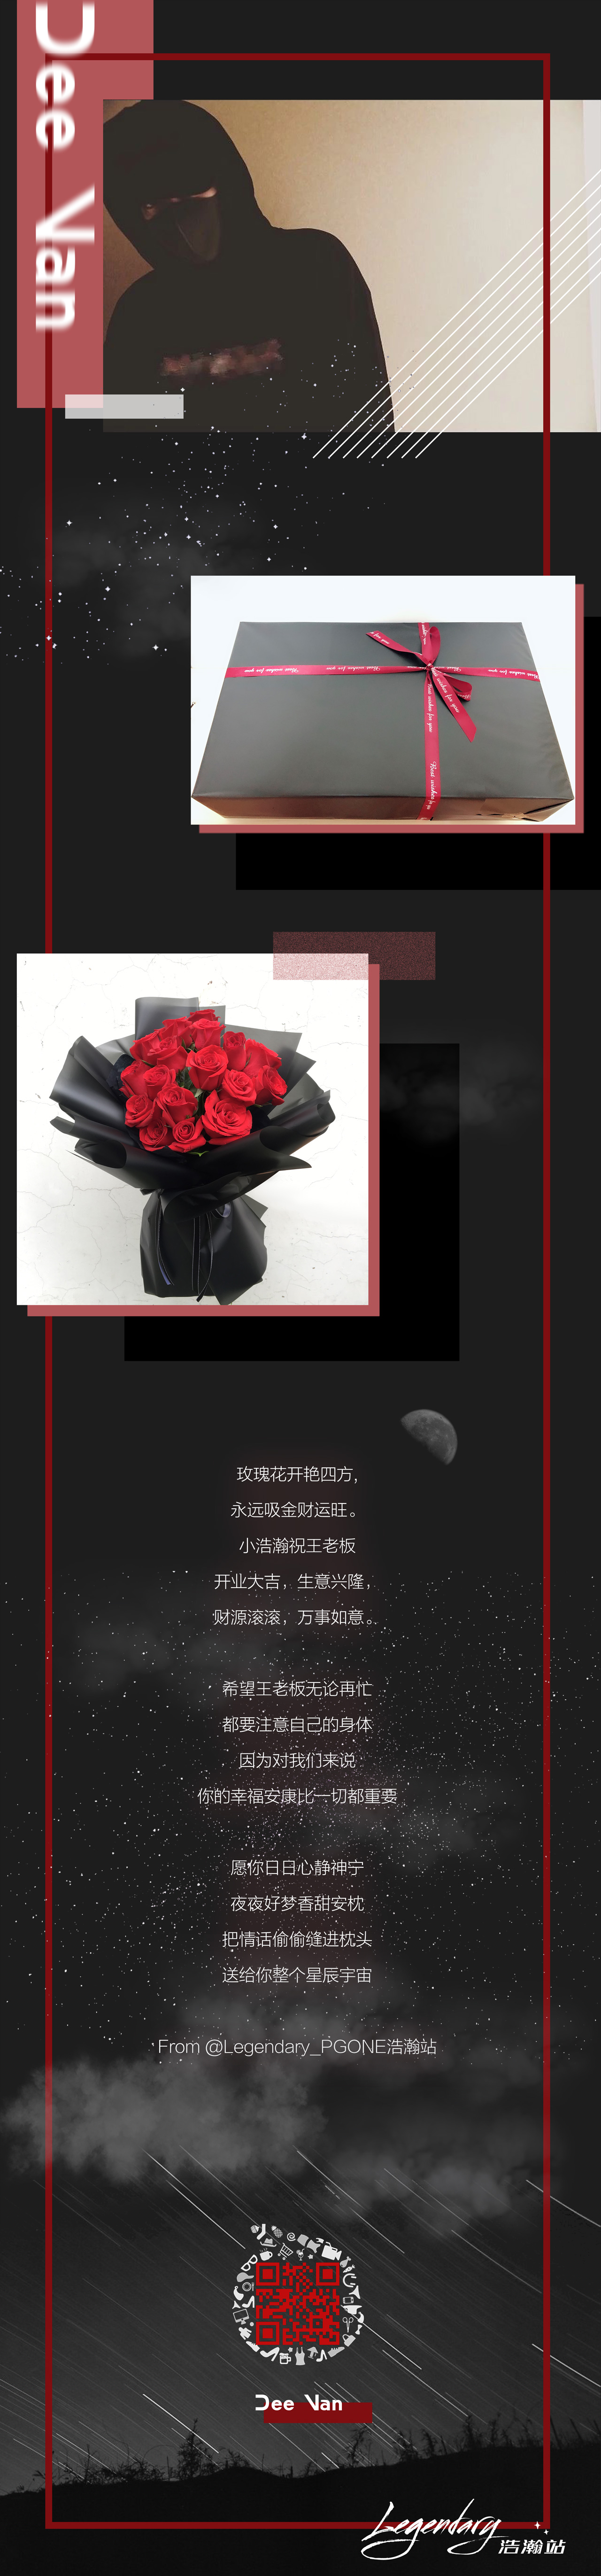 Dee Van
Best wishes for you
玫瑰花开艳四方,
永远吸金财运旺。
小浩瀚祝王老板
开业大吉，生意兴隆，
财源滚滚，万事如意。
希望王老板无论再忙
都要注意自己的身体
因为对我们来说
你的幸福安康比一切都重要
愿你日日心静神宁
夜夜好梦香甜安枕
把情话偷偷缝进枕头
送给你整个星辰宇宙
From @Legendary_PGONE浩瀚站
Dee Van
Legendary
浩瀚站